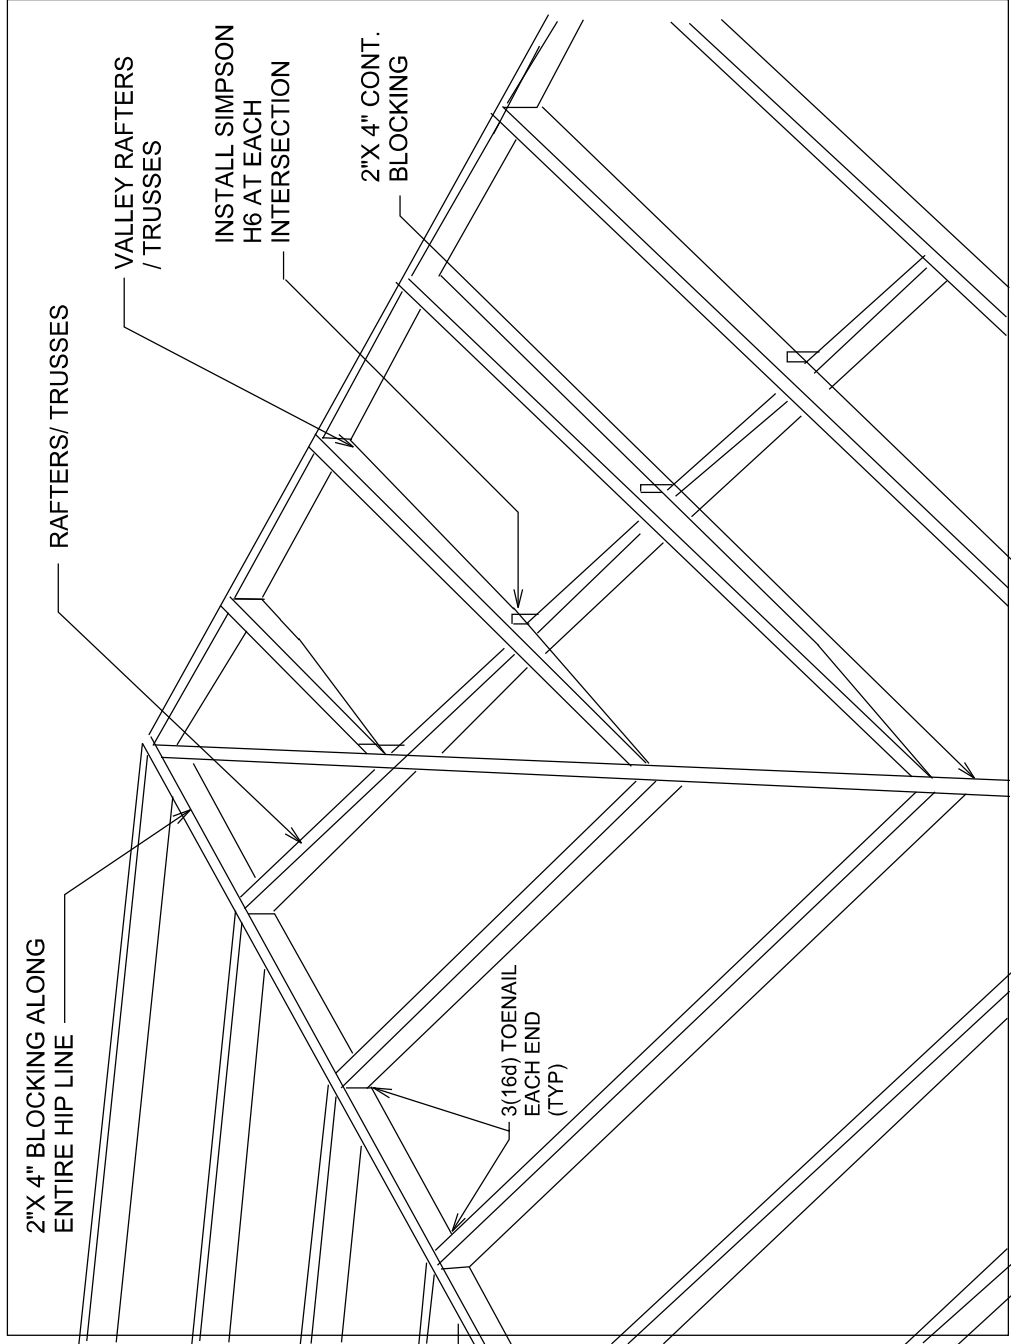 2"X 4" BLOCKING ALONG
ENTIRE HIP LINE
RAFTERS/ TRUSSES
VALLEY RAFTERS
/ TRUSSES
INSTALL SIMPSON
H6 AT EACH
INTERSECTION
2"X 4" CONT.
BLOCKING
3(16d) TOENAIL
EACH END
(TYP)